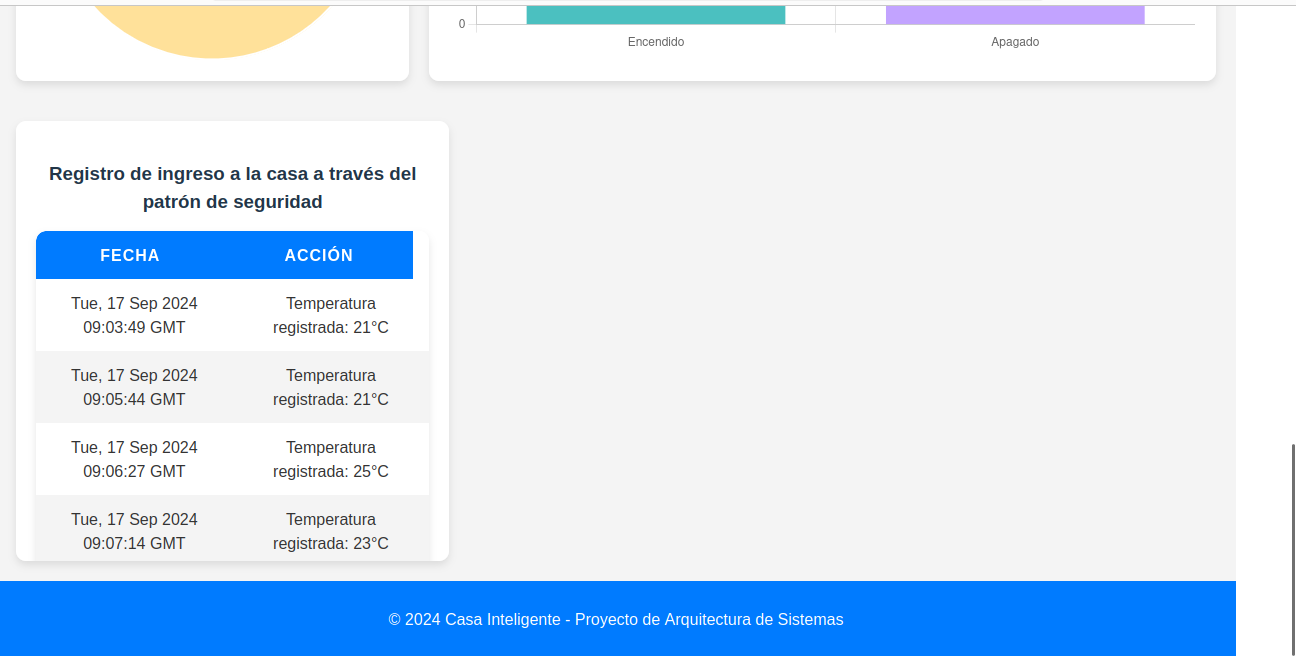 0
Encendido
Apagado
Registro de ingreso a la casa a través del
patrón de seguridad
FECHA ACCIÓN
Tue, 17 Sep 2024 Temperatura
09:03:49 GMT registrada: 21°C
Tue, 17 Sep 2024 Temperatura
09:05:44 GMT registrada: 21°C
Tue, 17 Sep 2024 Temperatura
09:06:27 GMT registrada: 25°C
Tue, 17 Sep 2024 Temperatura
09:07:14 GMT registrada: 23°C
© 2024 Casa Inteligente - Proyecto de Arquitectura de Sistemas